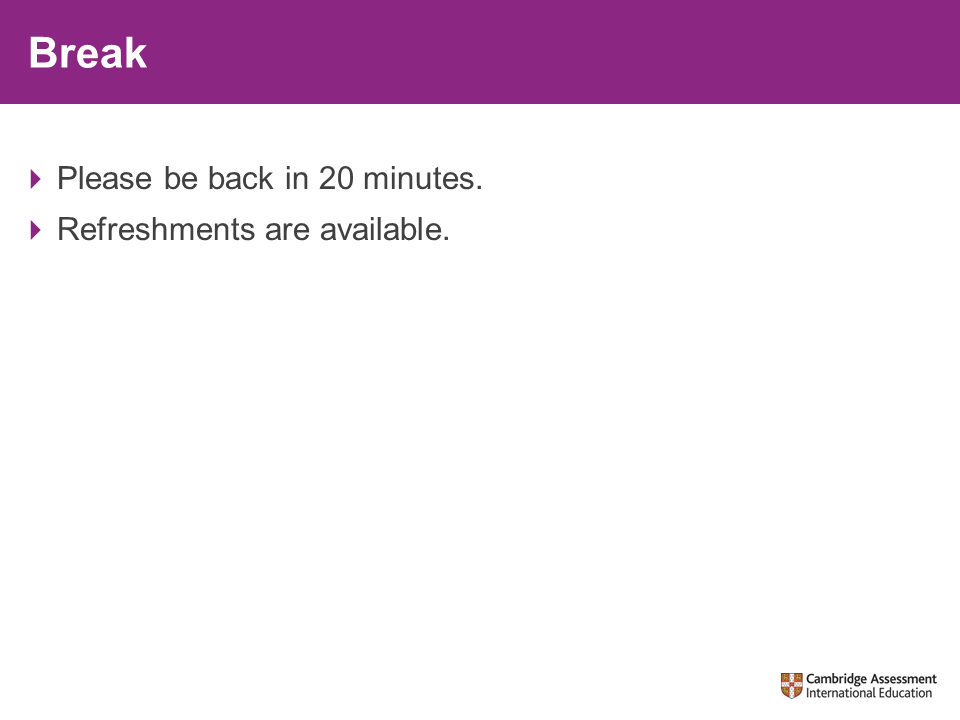 Break
Please be back in 20 minutes.
Refreshments are available.
Cambridge Assessment
International Education